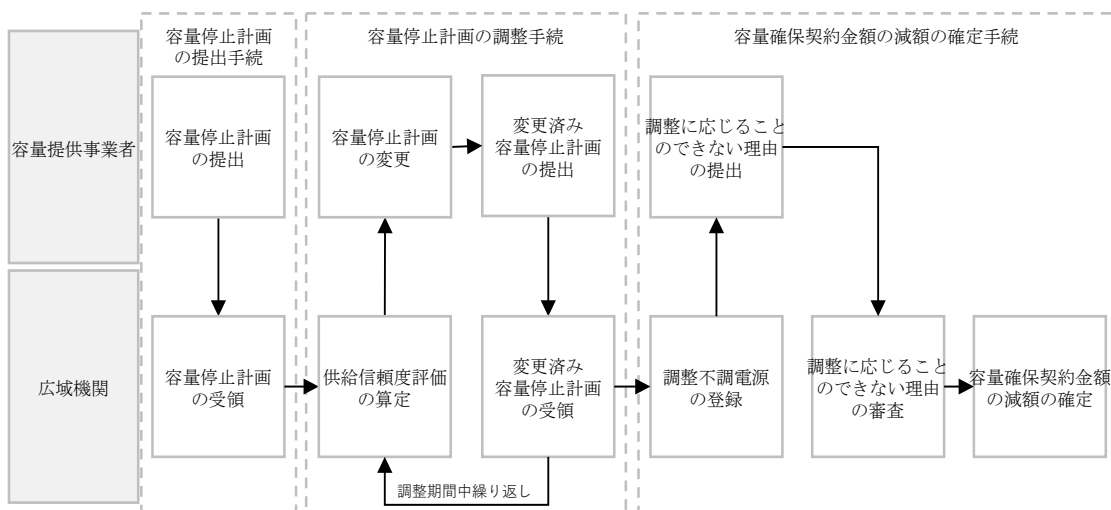 容量停止計画
の提出手続
容量停止計画の調整手続
容量確保契約金額の減額の確定手続
容量提供事業者
容量停止計画
の提出
容量停止計画
の変更
変更済み
容量停止計画
の提出
調整に応じること
のできない理由
の提出
広域機関
容量停止計画
の受領
供給信頼度評価
の算定
変更済み
容量停止計画
の受領
調整不調電源
の登録
調整に応じること
のできない理由
の審査
容量確保契約金額
の減額の確定
調整期間中繰り返し